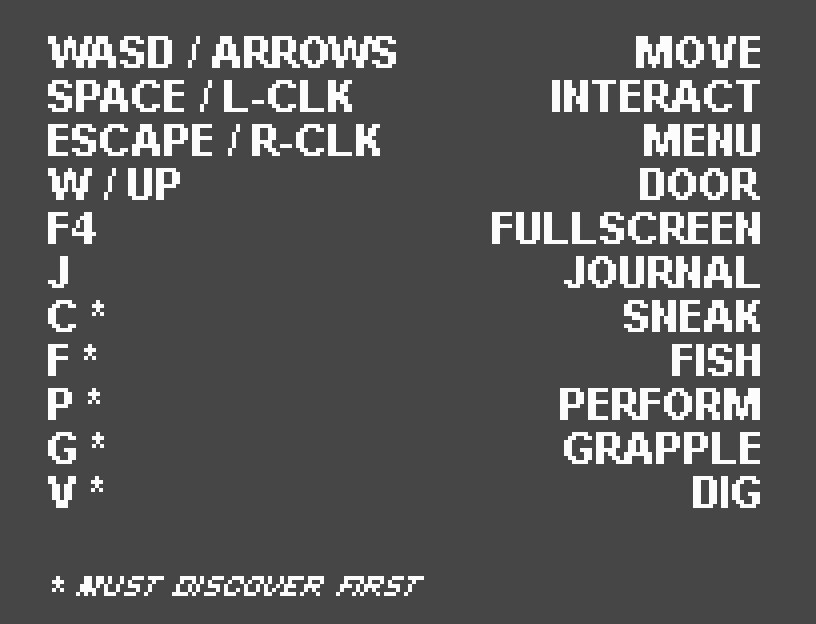 WASD / ARROWS MOVE
SPACE / L-CLK INTERACT
ESCAPE / R-CLK MENU
W / UP DOOR
F4 FULLSCREEN
J JOURNAL
C * SNEAK
F * FISH
P * PERFORM
G * GRAPPLE
V * DIG
* MUST DISCOVER FIRST